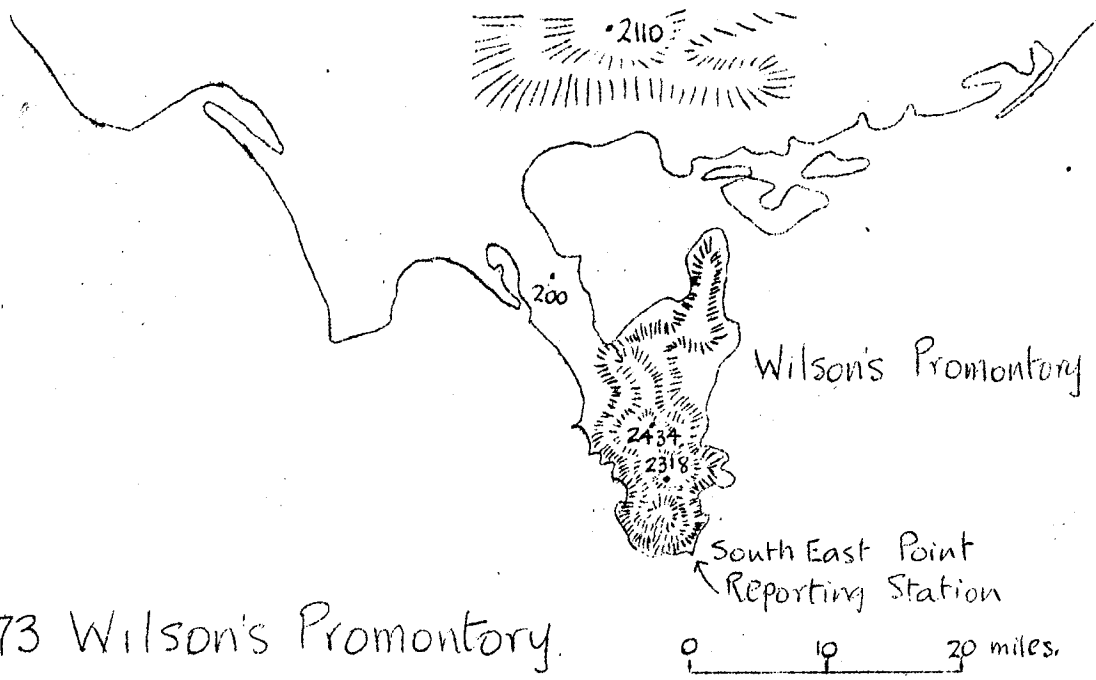 2110
200
Wilson's Promontory
2434
2318
South East Point
Reporting Station
73 Wilson's Promontory.
0 10 20 miles.